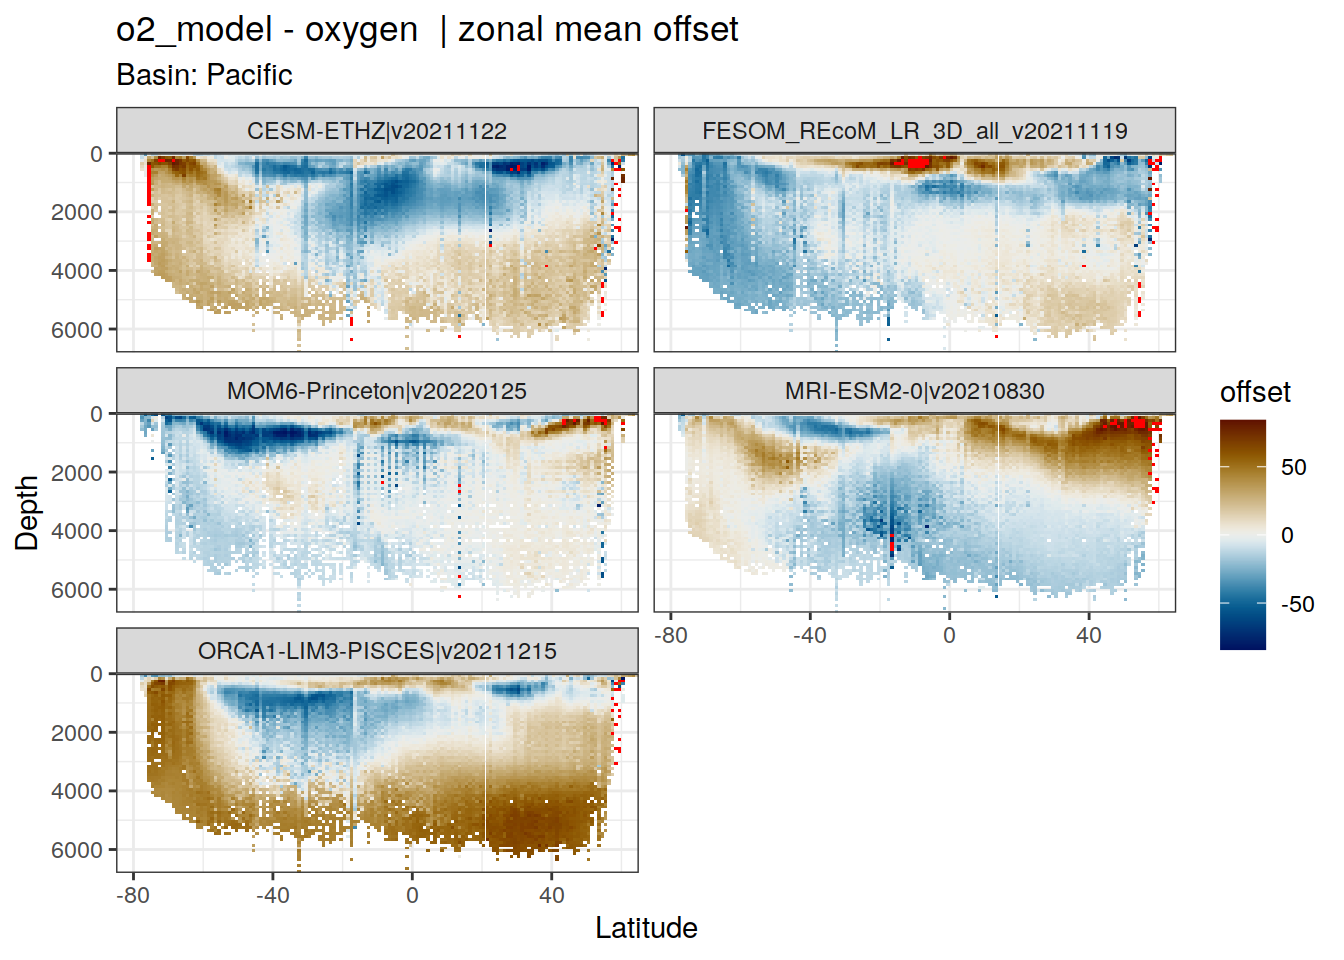 o2_model - oxygen  | zonal mean offset
Basin: Pacific
CESM-ETHZ|v20211122
FESOM_REcoM_LR_3D_all_v20211119
0
2000
4000
6000
MOM6-Princeton|v20220125
MRI-ESM2-0|v20210830
0
2000
4000
6000
-80
-40
0
40
ORCA1-LIM3-PISCES|v20211215
0
2000
4000
6000
-80
-40
0
40
Depth
Latitude
offset
50
0
-50